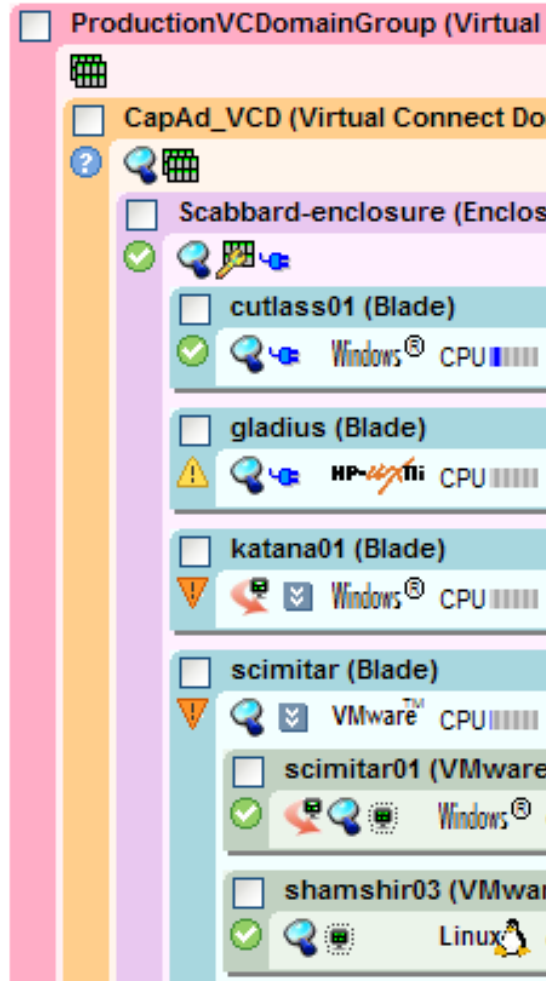 ProductionVCDomainGroup (Virtual
CapAd_VCD (Virtual Connect Do
?
Scabbard-enclosure (Enclos
cutlass01 (Blade)
Windows® CPU
gladius (Blade)
HP-UX 11i CPU
katana01 (Blade)
Windows® CPU
scimitar (Blade)
VMware™ CPU
scimitar01 (VMware
Windows®
shamshir03 (VMwar
Linux